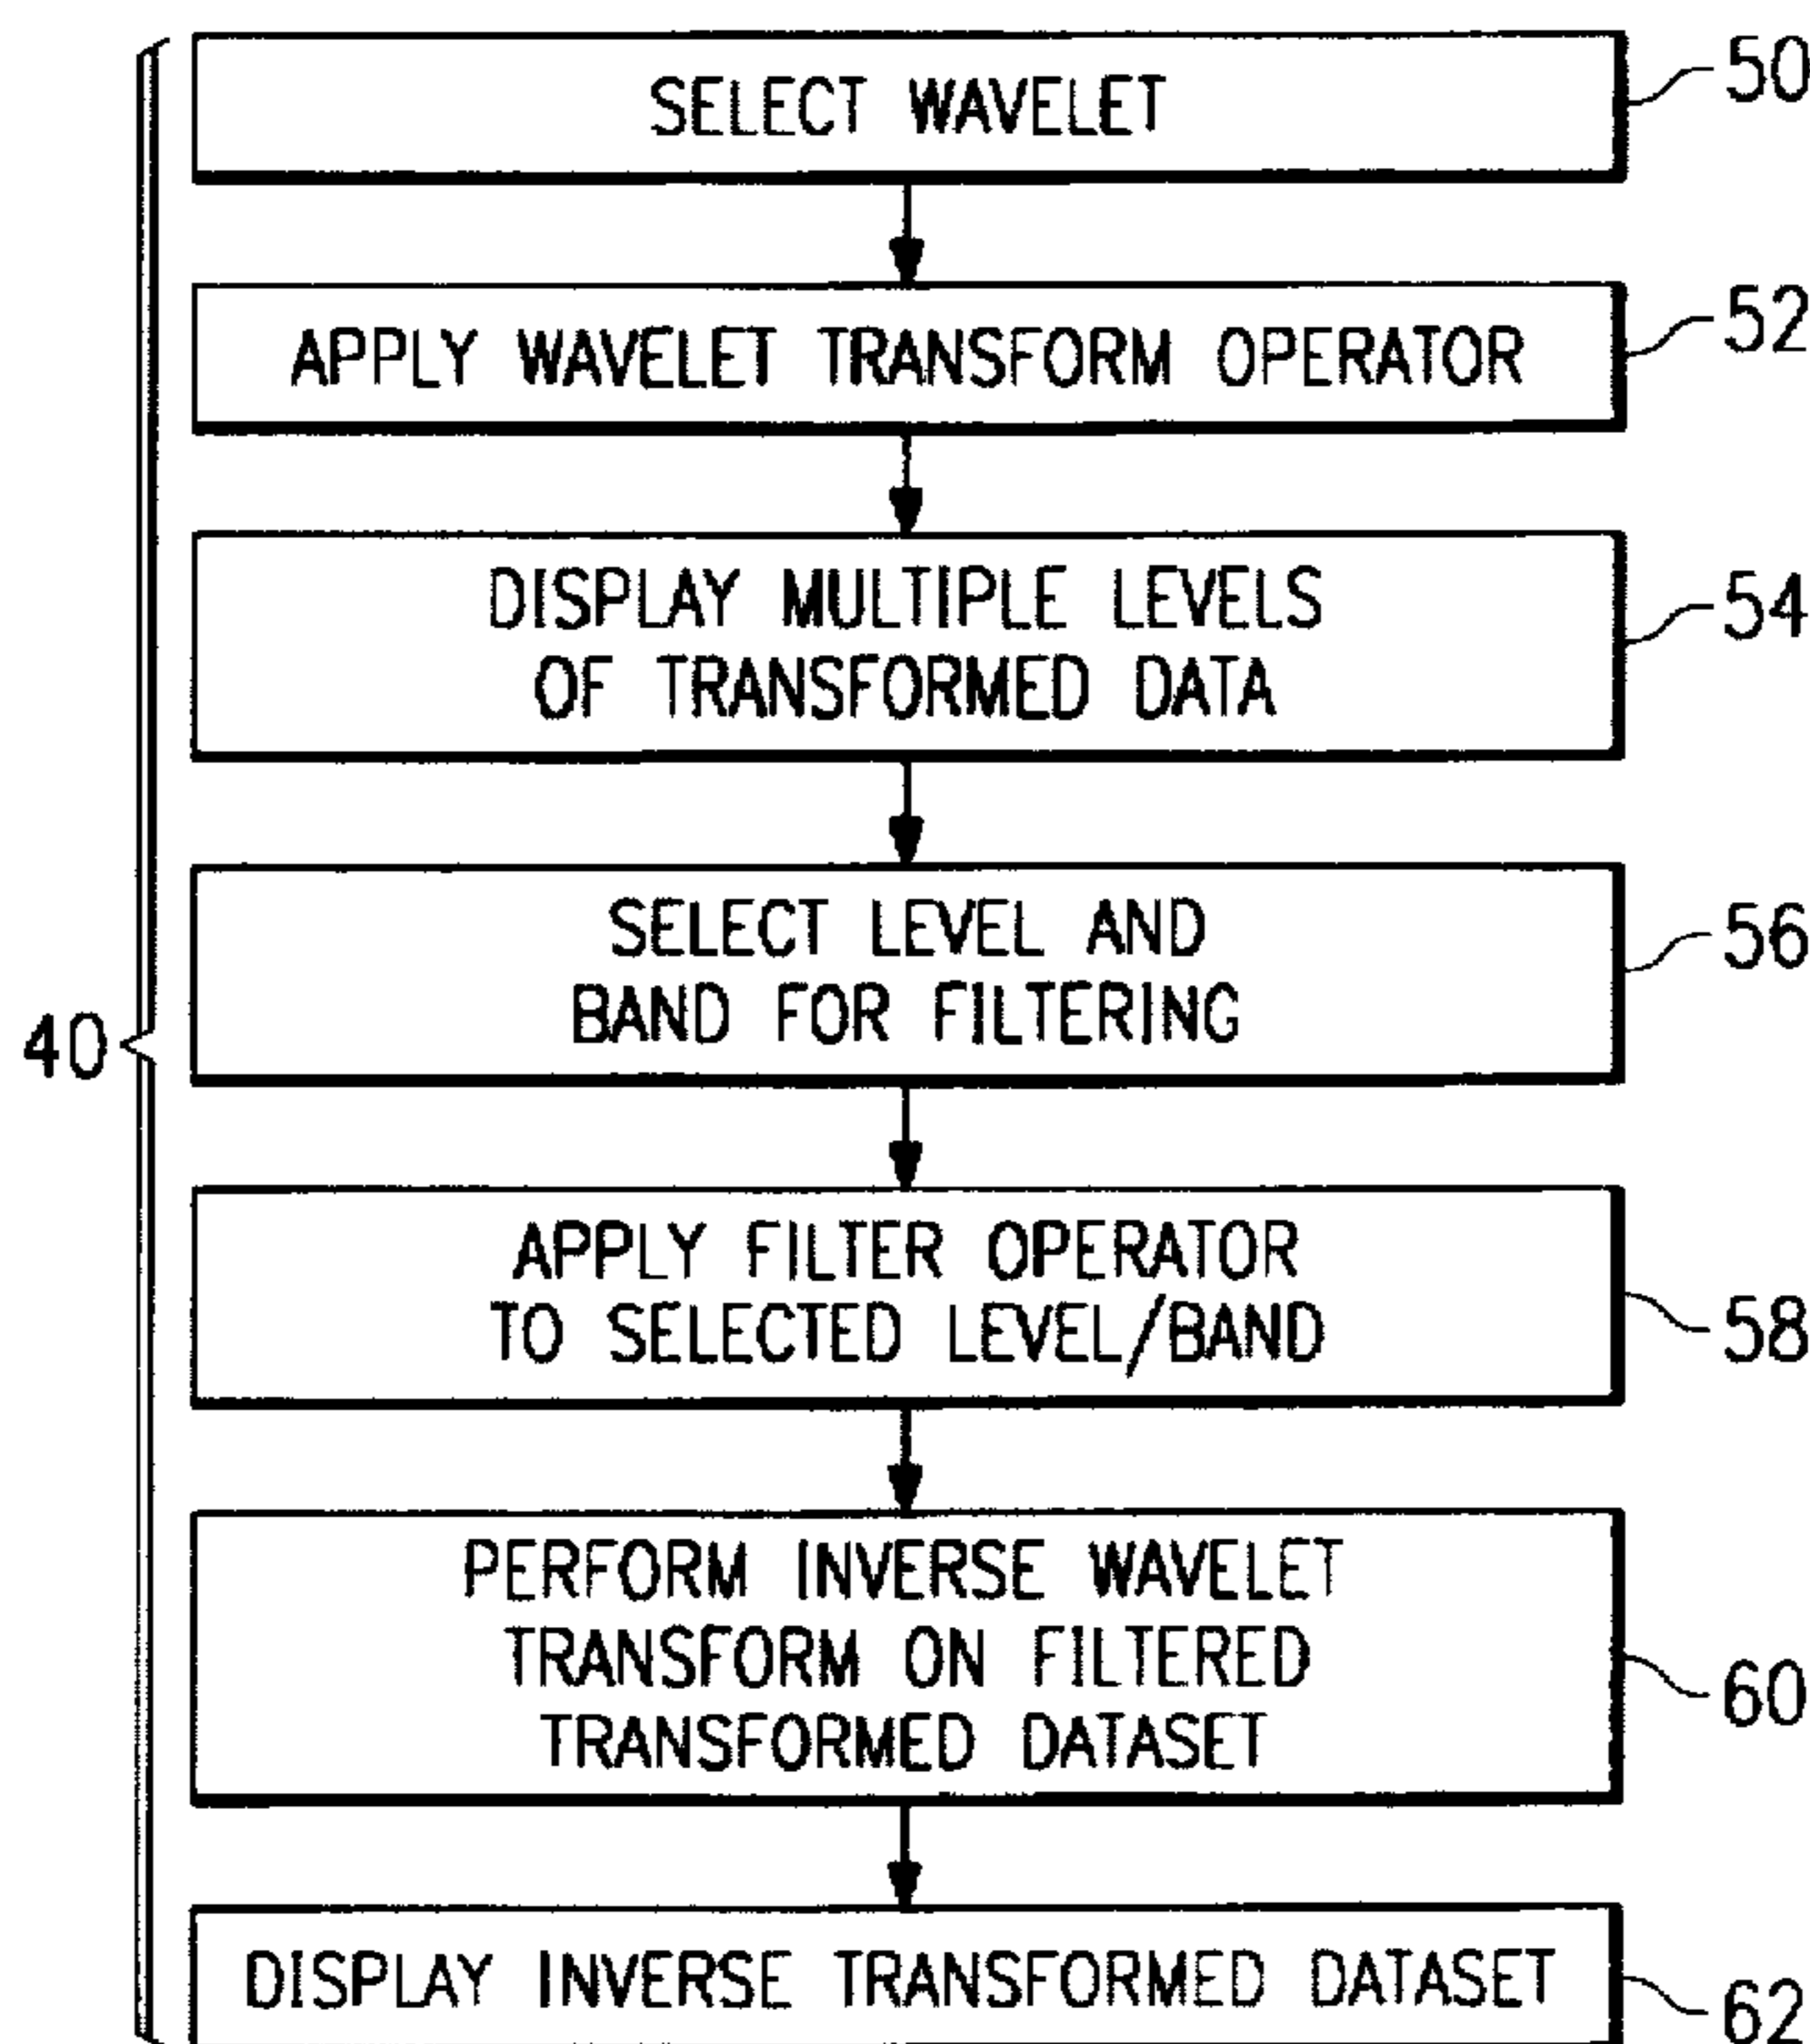 SELECT WAVELET
50
APPLY WAVELET TRANSFORM OPERATOR
52
DISPLAY MULTIPLE LEVELS
OF TRANSFORMED DATA
54
SELECT LEVEL AND
BAND FOR FILTERING
56
40
APPLY FILTER OPERATOR
TO SELECTED LEVEL/BAND
58
PERFORM INVERSE WAVELET
TRANSFORM ON FILTERED
TRANSFORMED DATASET
60
DISPLAY INVERSE TRANSFORMED DATASET
62